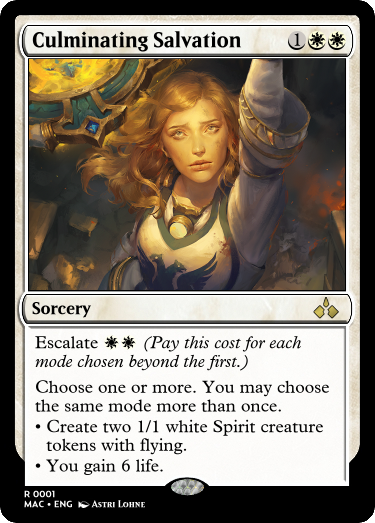 Culminating Salvation 1
Sorcery
Escalate (Pay this cost for each
mode chosen beyond the first.)
Choose one or more. You may choose
the same mode more than once.
• Create two 1/1 white Spirit creature
tokens with flying.
• You gain 6 life.
R 0001
MAC • ENG Astri Lohne